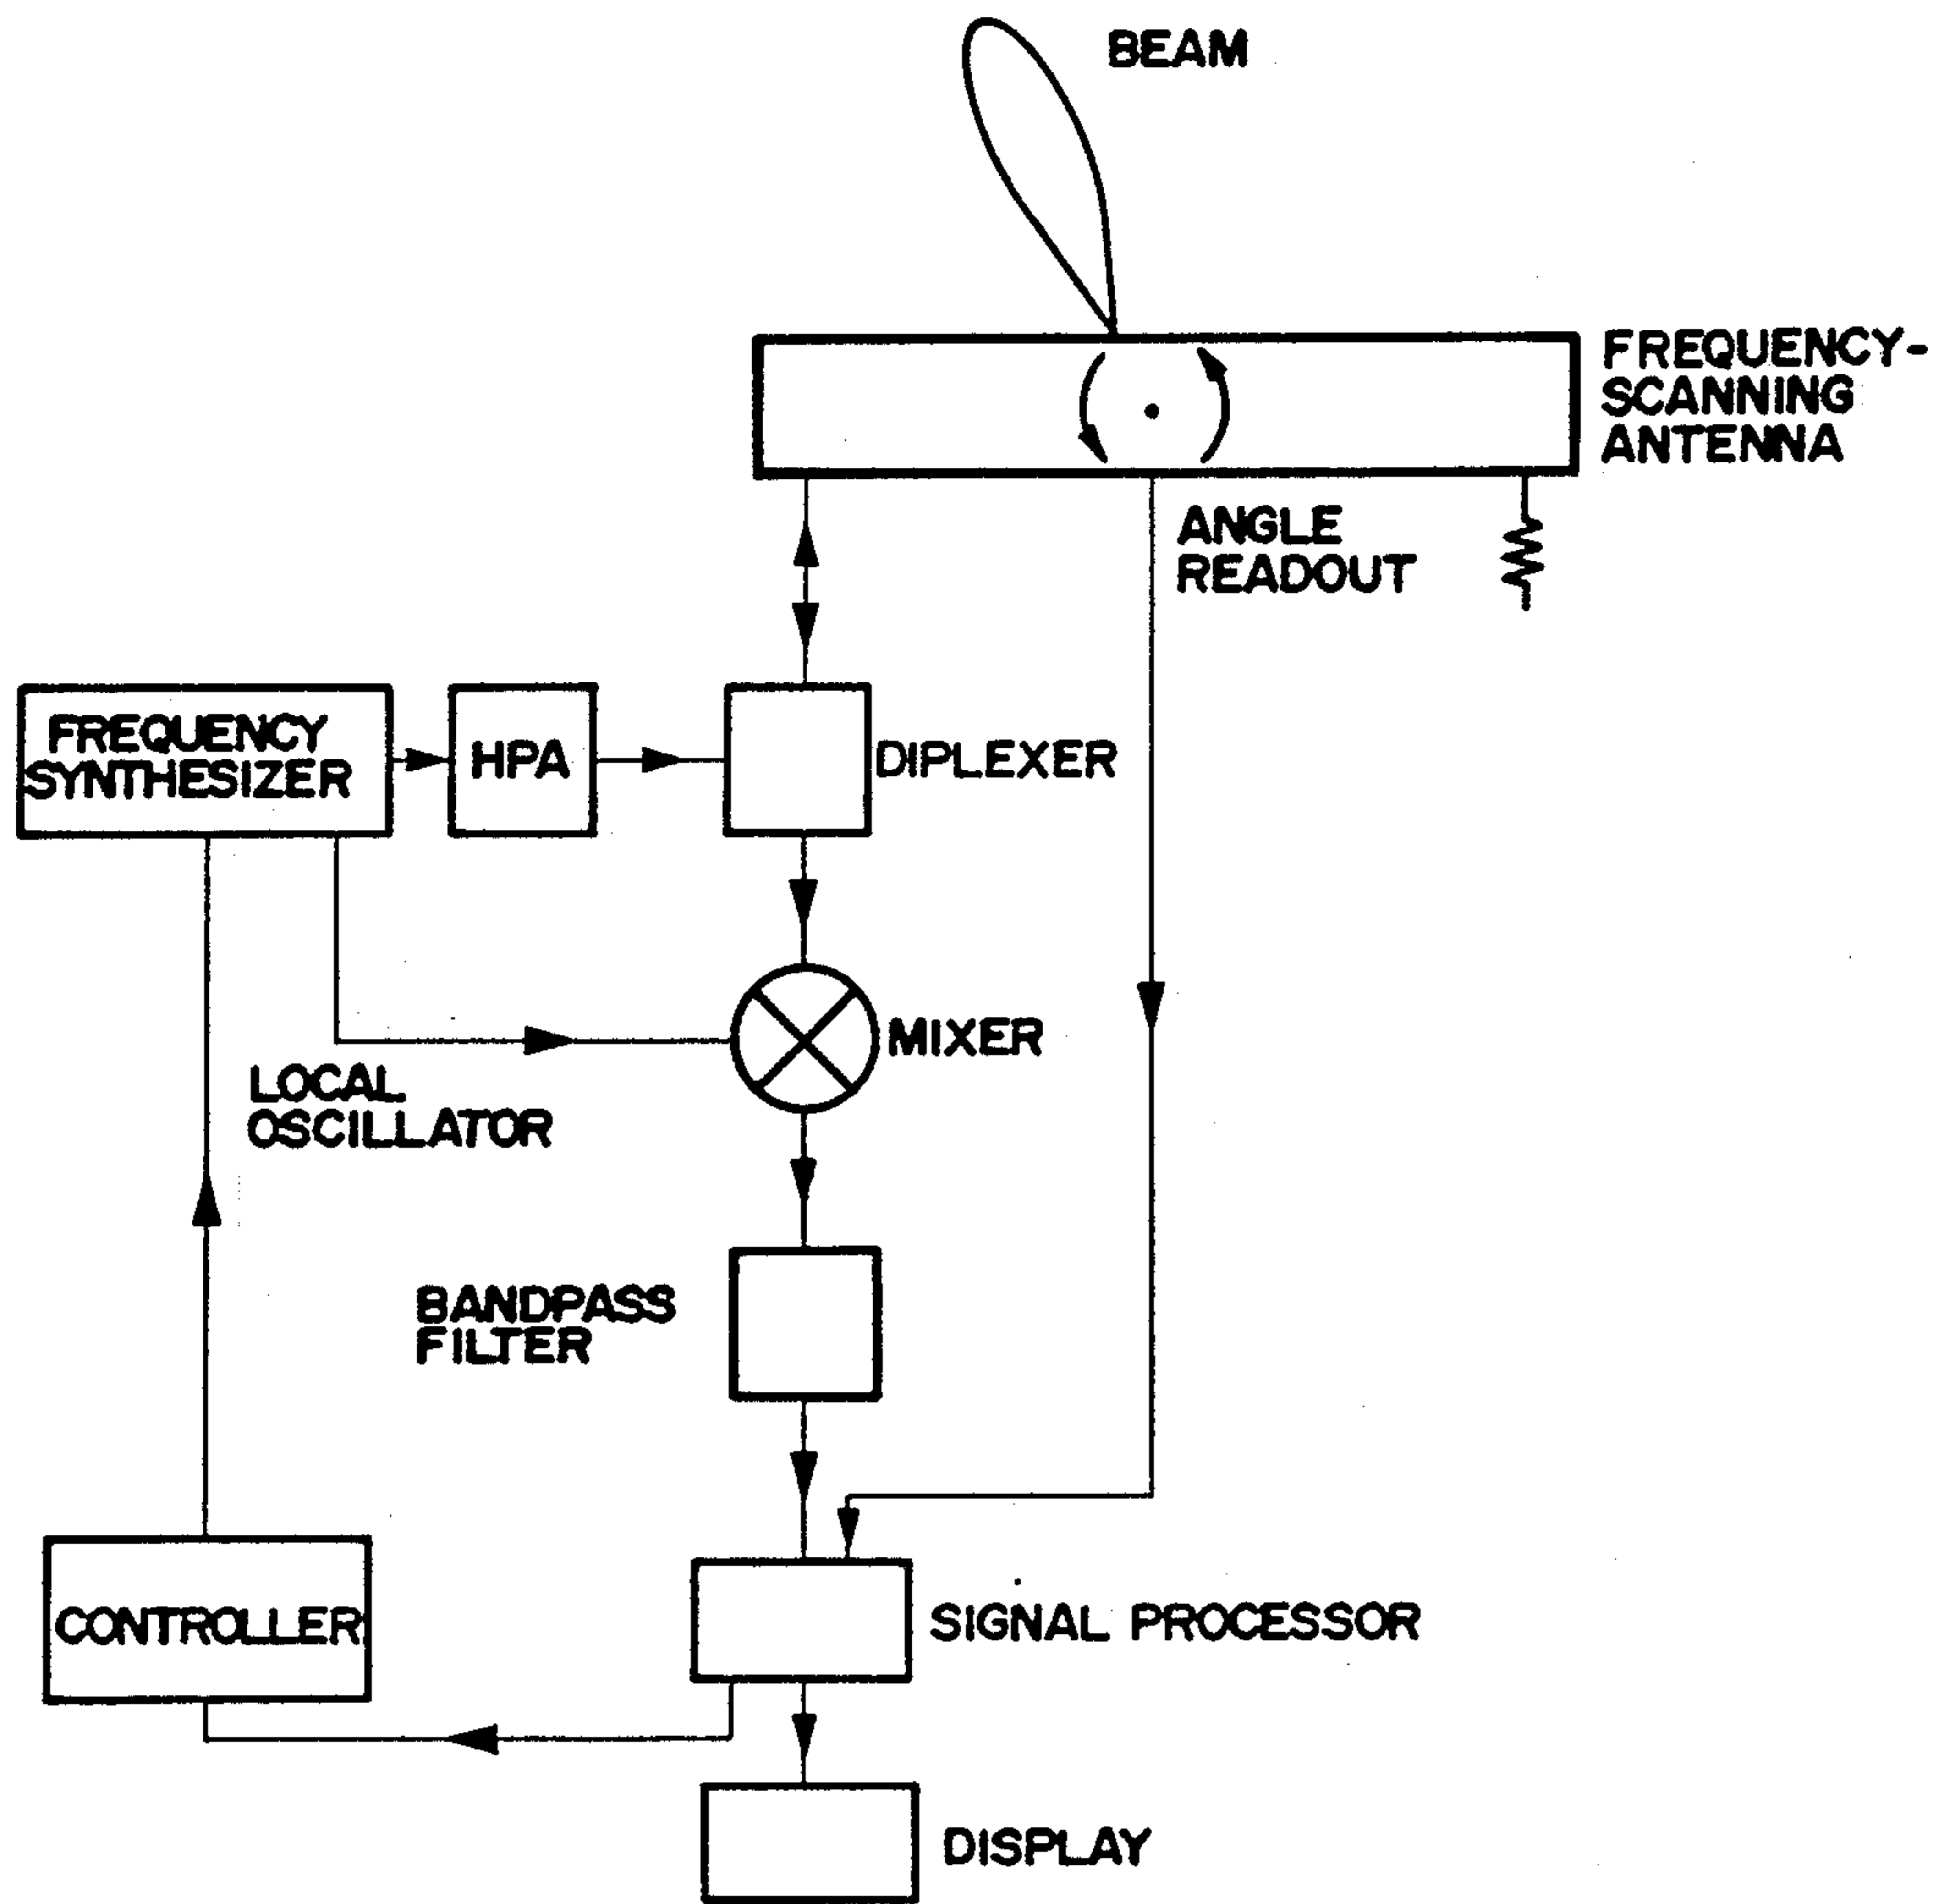 BEAM
FREQUENCY-
SCANNING
ANTENNA
ANGLE
READOUT
FREQUENCY
SYNTHESIZER
HPA
DIPLEXER
MIXER
LOCAL
OSCILLATOR
BANDPASS
FILTER
CONTROLLER
SIGNAL PROCESSOR
DISPLAY